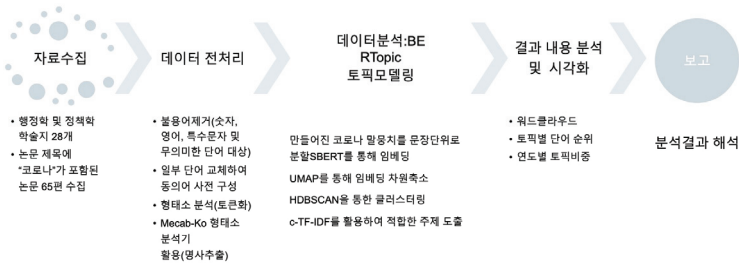 자료수집
• 행정학 및 정책학
학술지 28개
• 논문 제목에
"코로나"가 포함된
논문 65편 수집
데이터 전처리
• 불용어제거(숫자,
영어, 특수문자 및
무의미한 단어 대상)
• 일부 단어 교체하여
동의어 사전 구성
• 형태소 분석(토큰화)
• Mecab-Ko 형태소
분석기
활용(명사추출)
데이터분석:BE
RTopic
토픽모델링
만들어진 코로나 말뭉치를 문장단위로
분할SBERT를 통해 임베딩
UMAP를 통해 임베딩 차원축소
HDBSCAN을 통한 클러스터링
c-TF-IDF를 활용하여 적합한 주제 도출
결과 내용 분석
및 시각화
• 워드클라우드
• 토픽별 단어 순위
• 연도별 토픽비중
보고
분석결과 해석